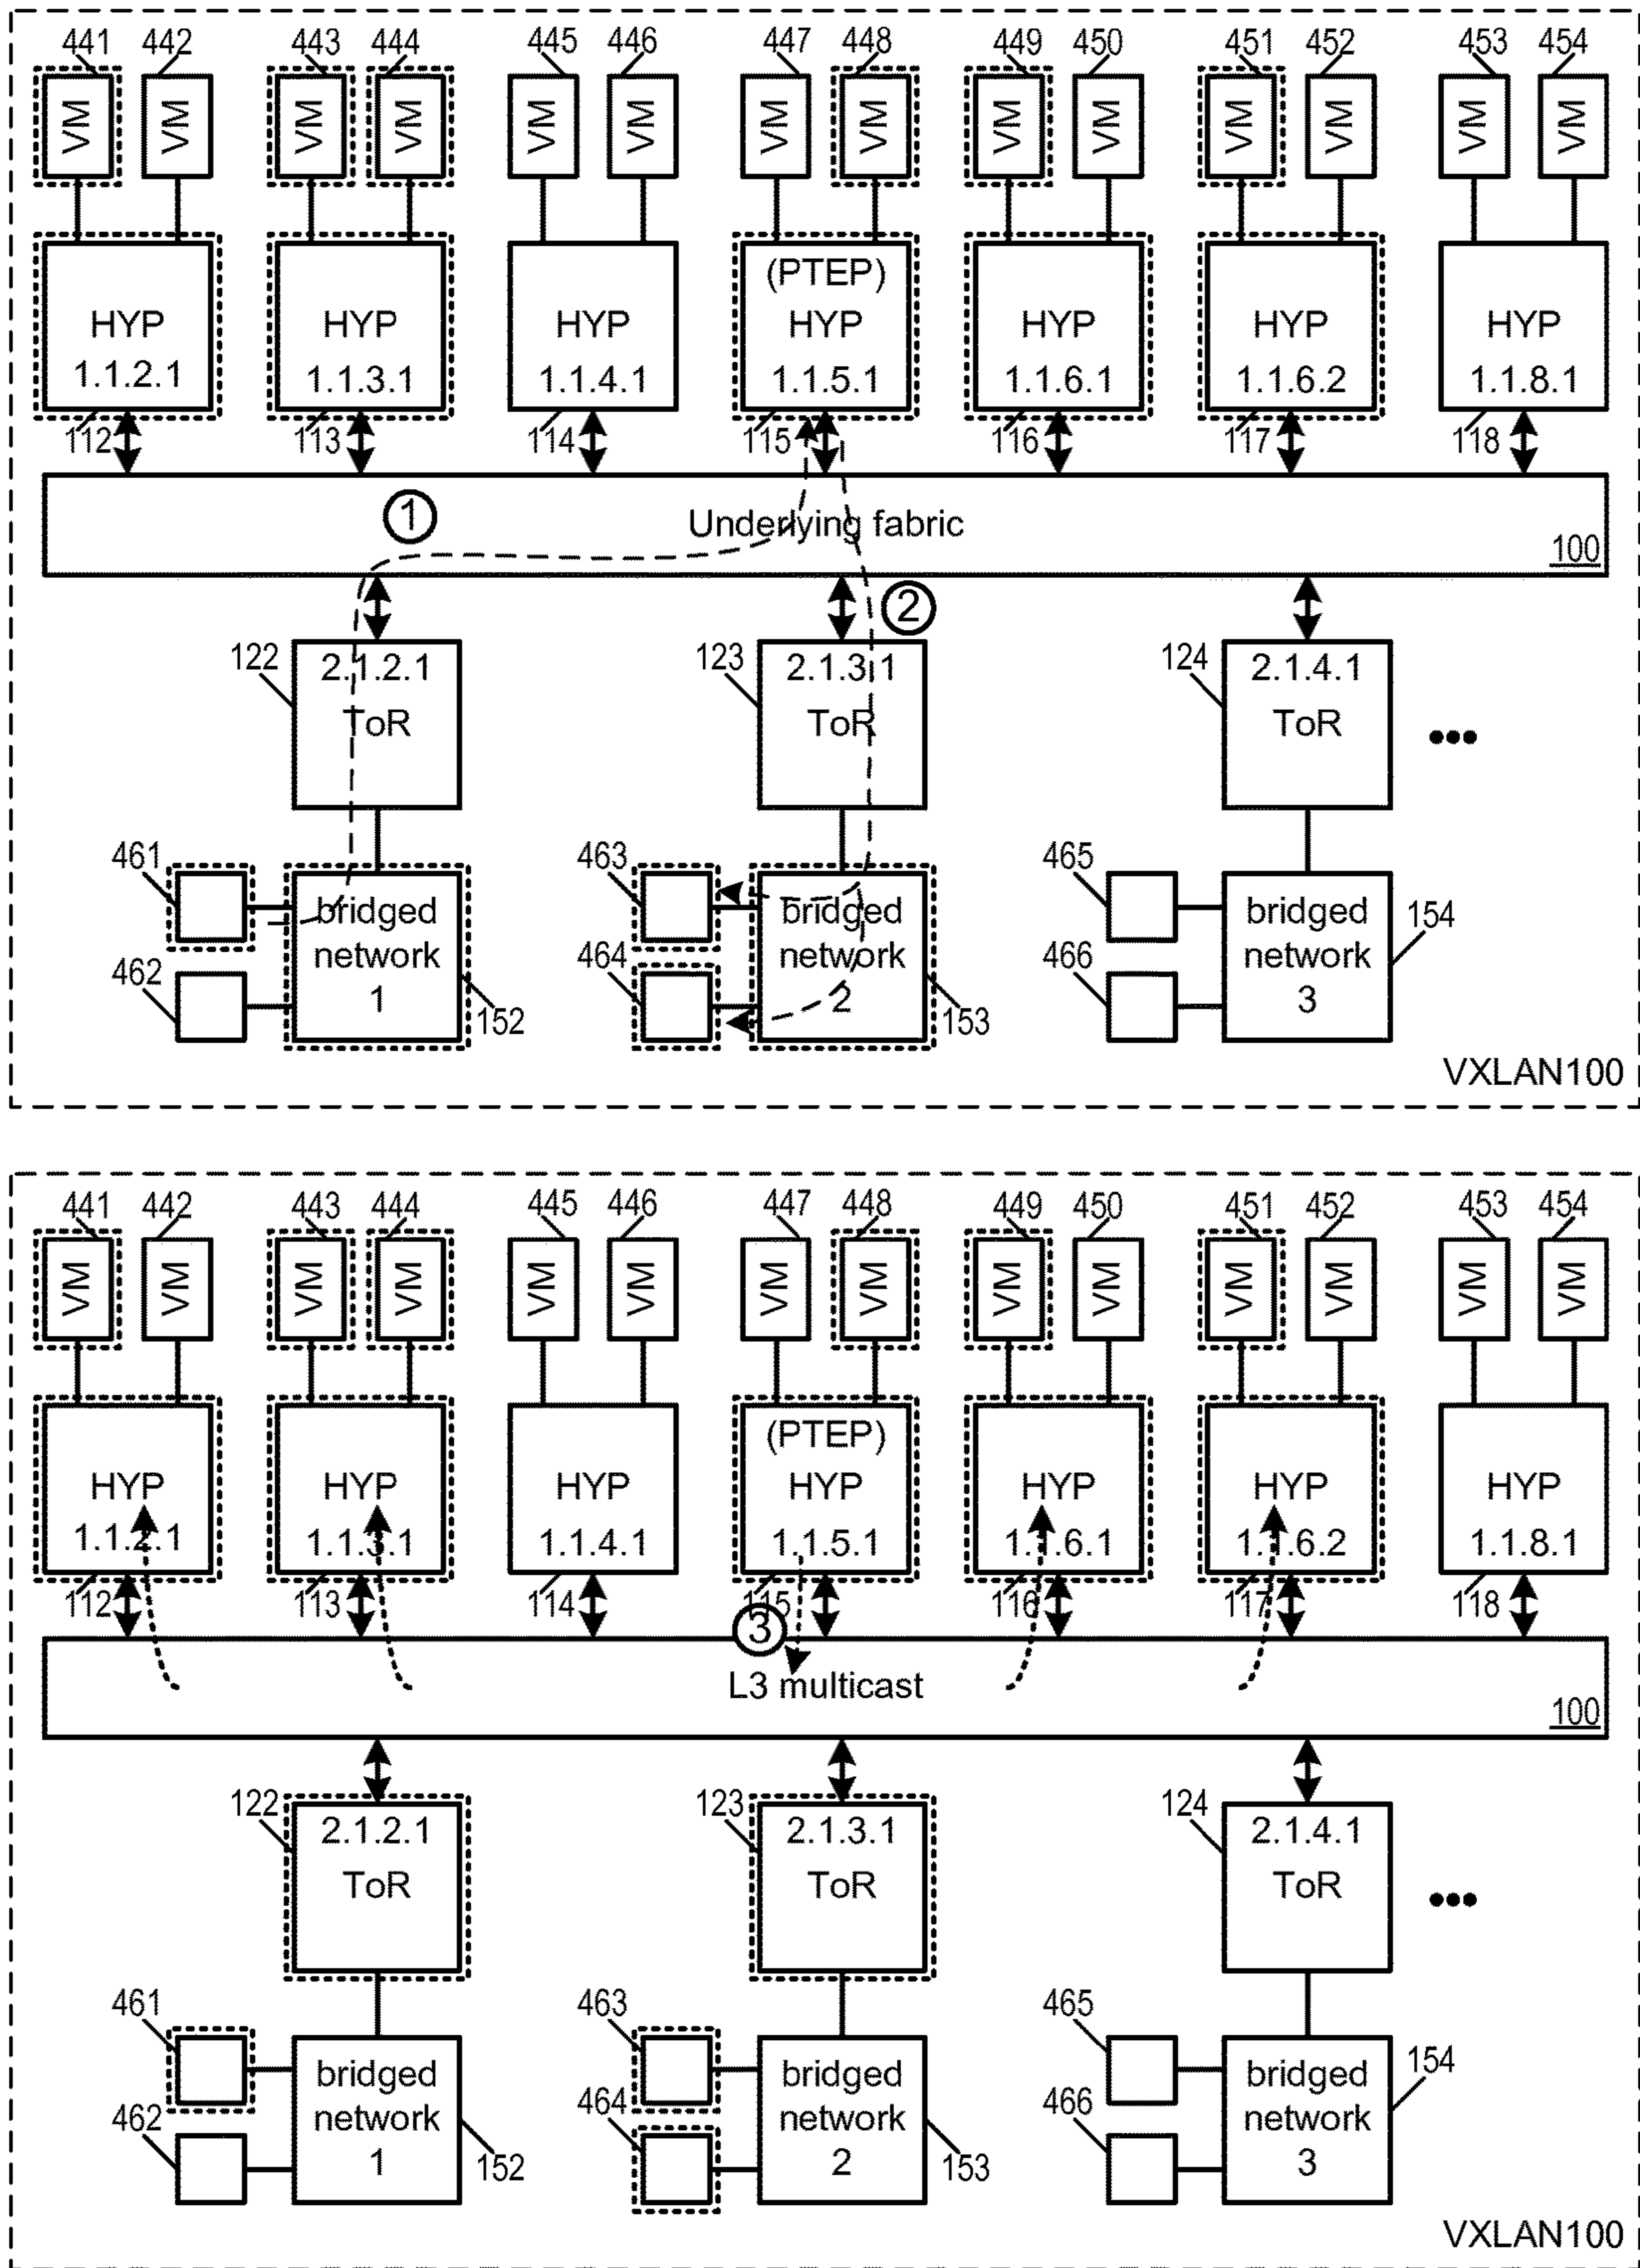 441 442 443 444 445 446 447 448 449 450 451 452 453 454
VM VM VM VM VM VM VM VM VM VM VM VM VM VM
(PTEP)
HYP HYP HYP HYP HYP HYP HYP
1.1.2.1 1.1.3.1 1.1.4.1 1.1.5.1 1.1.6.1 1.1.6.2 1.1.8.1
112 113 114 115 116 117 118
1
Underlying fabric
100
2
122 2.1.2.1 123 2.1.3.1 124 2.1.4.1
ToR ToR ToR
•••
461 463 465
bridged bridged bridged 154
462 network 464 network 466 network
1 152 2 153 3
VXLAN100
441 442 443 444 445 446 447 448 449 450 451 452 453 454
VM VM VM VM VM VM VM VM VM VM VM VM VM VM
(PTEP)
HYP HYP HYP HYP HYP HYP HYP
1.1.2.1 1.1.3.1 1.1.4.1 1.1.5.1 1.1.6.1 1.1.6.2 1.1.8.1
112 113 114 115 116 117 118
3
L3 multicast
100
122 2.1.2.1 123 2.1.3.1 124 2.1.4.1
ToR ToR ToR
•••
461 463 465
bridged bridged bridged 154
462 network 464 network 466 network
1 152 2 153 3
VXLAN100